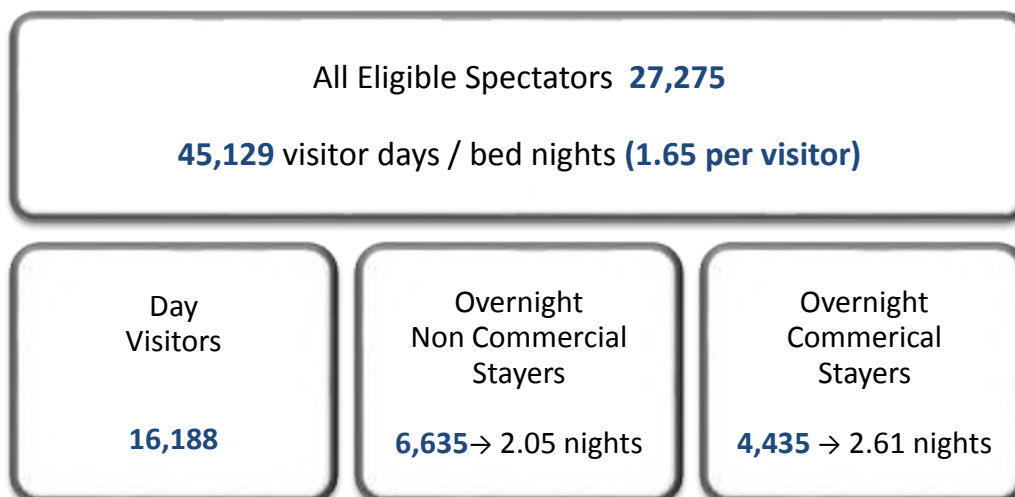 All Eligible Spectators 27,275
45,129 visitor days / bed nights (1.65 per visitor)
Day
Visitors
16,188
Overnight
Non Commercial
Stayers
6,635→ 2.05 nights
Overnight
Commerical
Stayers
4,435 → 2.61 nights